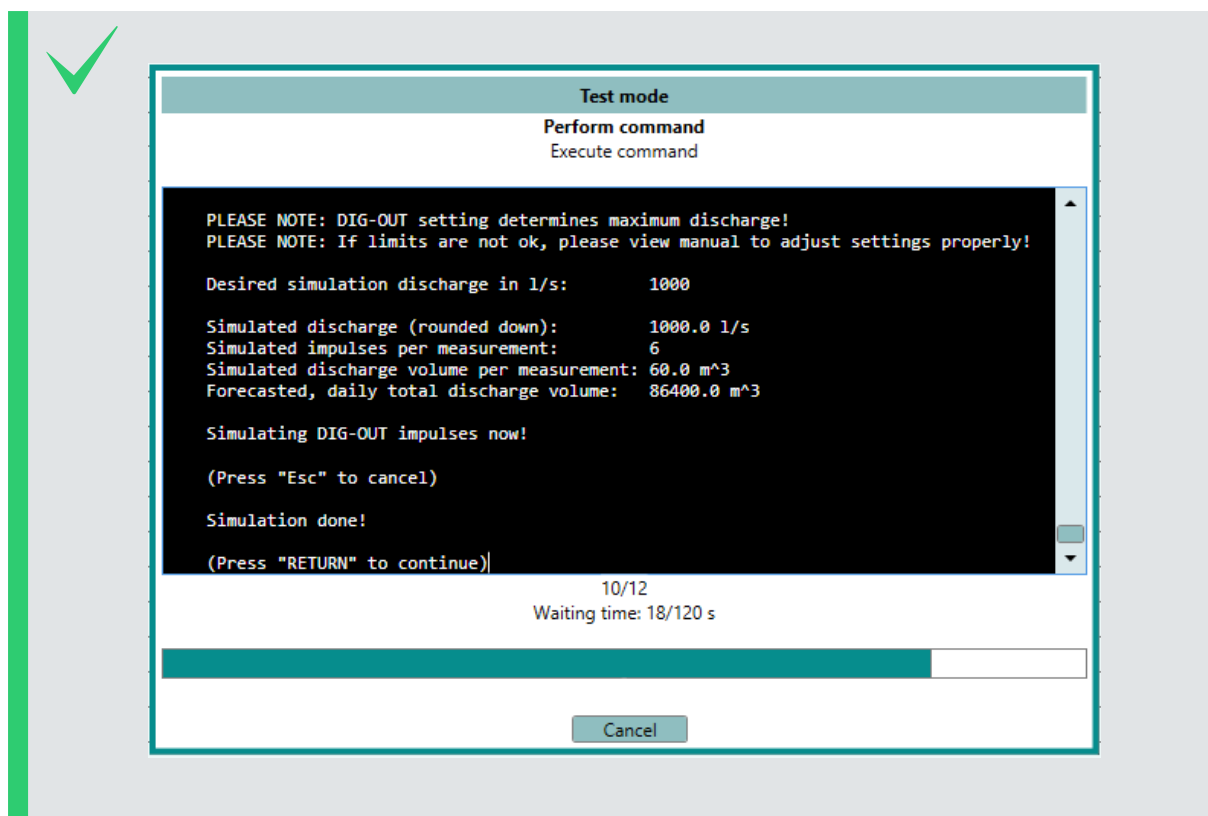 Test mode
Perform command
Execute command
PLEASE NOTE: DIG-OUT setting determines maximum discharge!
PLEASE NOTE: If limits are not ok, please view manual to adjust settings properly!
Desired simulation discharge in l/s: 1000
Simulated discharge (rounded down): 1000.0 l/s
Simulated impulses per measurement: 6
Simulated discharge volume per measurement: 60.0 m^3
Forecasted, daily total discharge volume: 86400.0 m^3
Simulating DIG-OUT impulses now!
(Press "Esc" to cancel)
Simulation done!
(Press "RETURN" to continue)
10/12
Waiting time: 18/120 s
Cancel